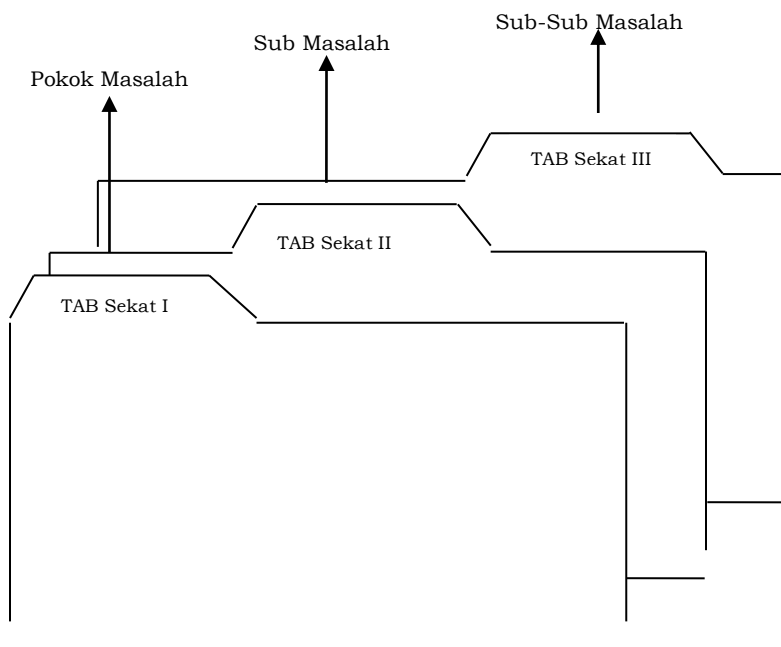 Sub-Sub Masalah
Sub Masalah
Pokok Masalah
TAB Sekat III
TAB Sekat II
TAB Sekat I